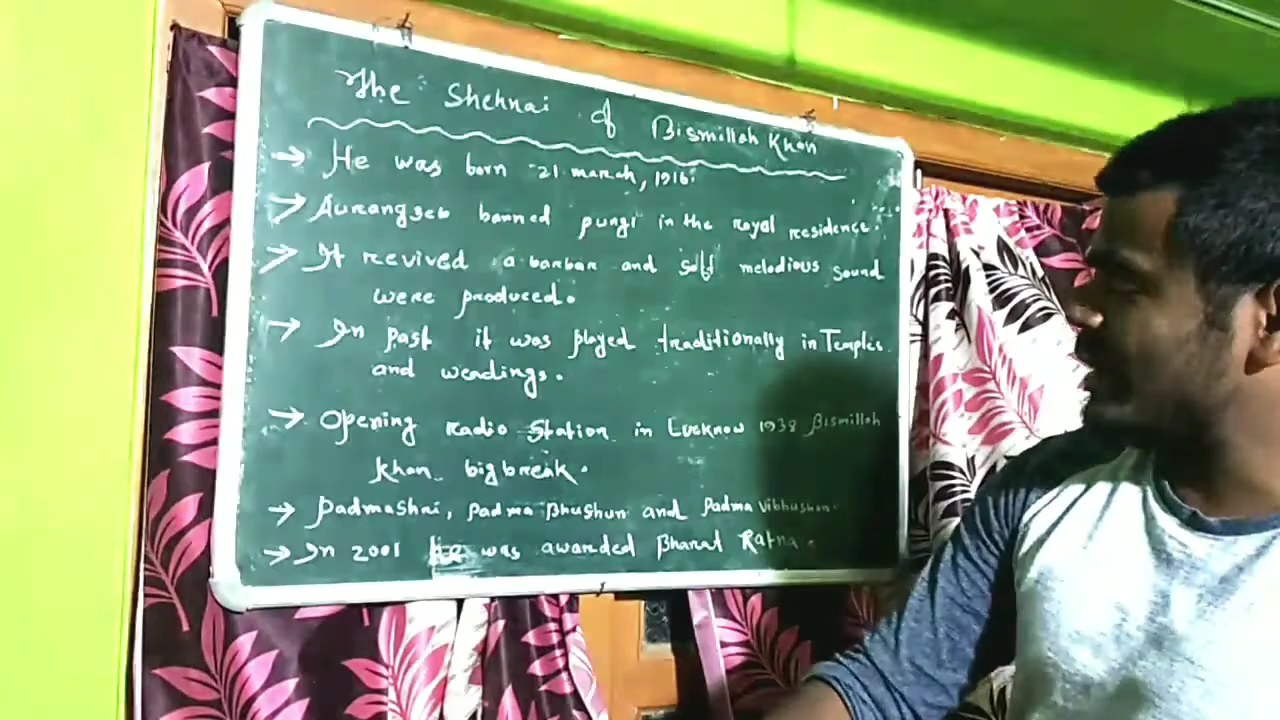 The Shehnai of Bismillah Khan
→ He was born 21 march, 1916.
→ Aurangzeb banned pungi in the royal residence.
→ It revived a barbar and soft melodious sound
were produced.
→ In past it was played traditionally in Temples
and weadings.
→ Opening radio Station in Lucknow 1938 Bismillah
khan big break.
→ Padmashri, Padma Bhushun and Padma Vibhushan.
→ In 2001 he was awarded Bharat Ratna.